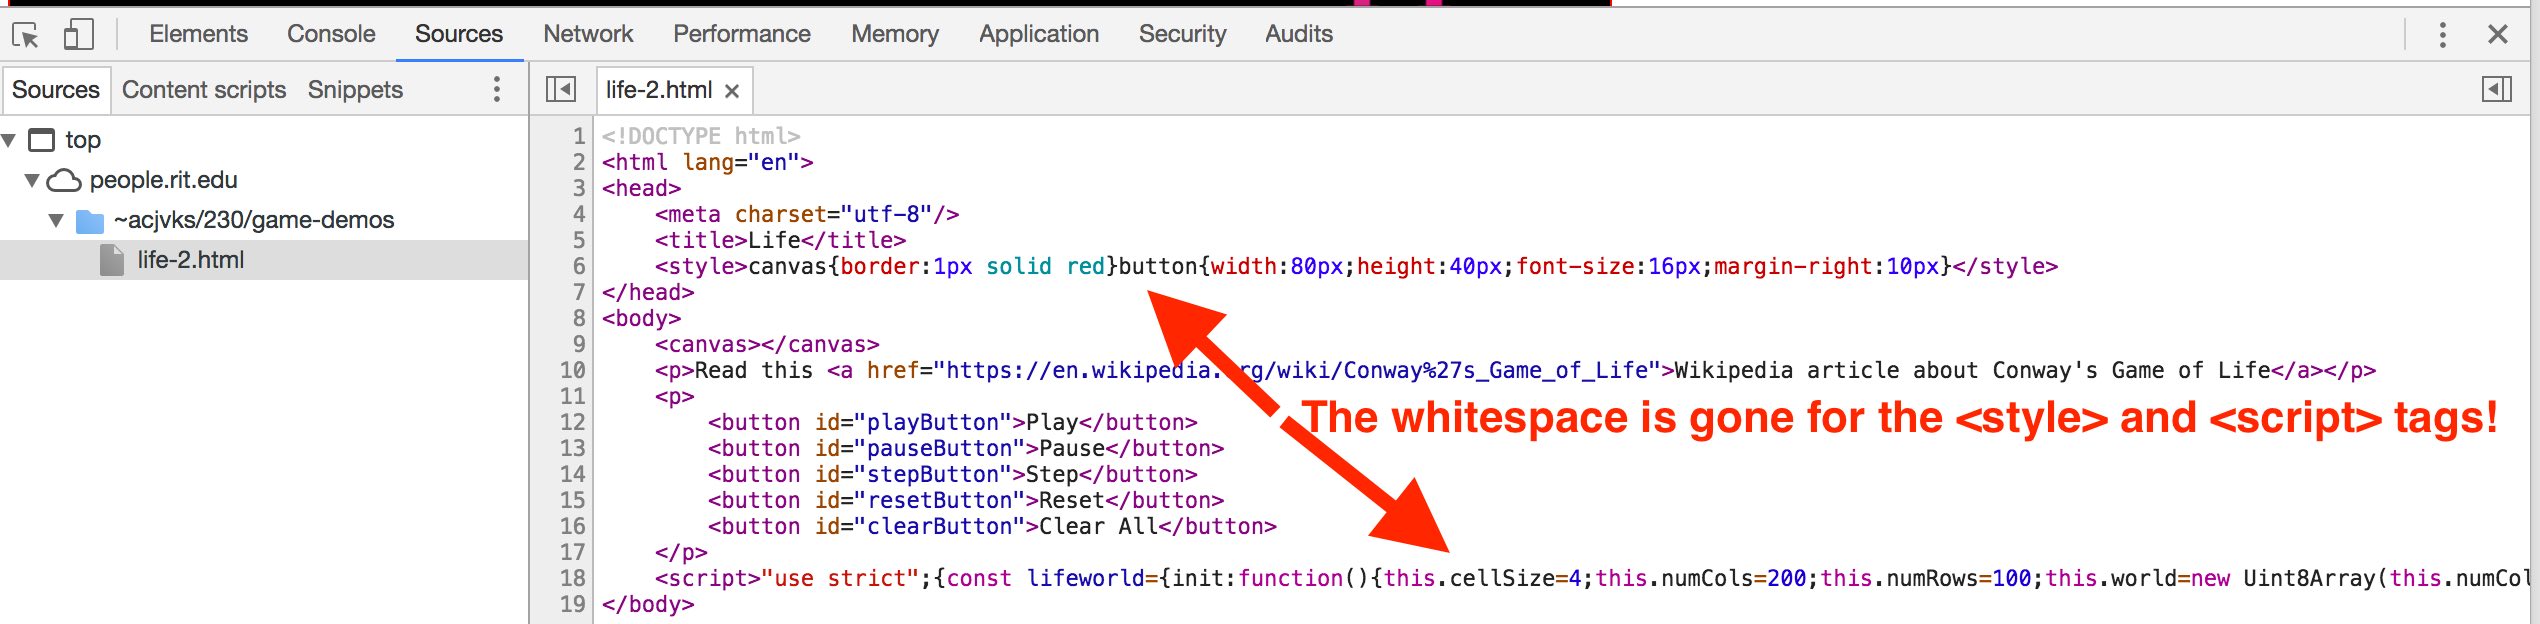 Elements Console Sources Network Performance Memory Application Security Audits
Sources Content scripts Snippets
life-2.html ×
top
people.rit.edu
~acjvks/230/game-demos
life-2.html
1 <!DOCTYPE html>
2 <html lang="en">
3 <head>
4 <meta charset="utf-8"/>
5 <title>Life</title>
6 <style>canvas{border:1px solid red}button{width:80px;height:40px;font-size:16px;margin-right:10px}</style>
7 </head>
8 <body>
9 <canvas></canvas>
10 <p>Read this <a href="https://en.wikipedia.org/wiki/Conway%27s_Game_of_Life">Wikipedia article about Conway's Game of Life</a></p>
11 <p>
12 <button id="playButton">Play</button>
13 <button id="pauseButton">Pause</button>
14 <button id="stepButton">Step</button>
15 <button id="resetButton">Reset</button>
16 <button id="clearButton">Clear All</button>
17 </p>
18 <script>"use strict";{const lifeworld={init:function(){this.cellSize=4;this.numCols=200;this.numRows=100;this.world=new Uint8Array(this.numCol
19 </body>
The whitespace is gone for the <style> and <script> tags!